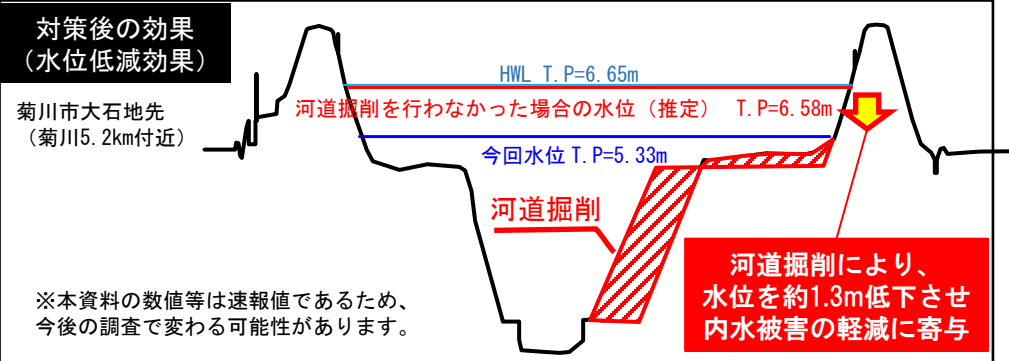 対策後の効果
（水位低減効果）
菊川市大石地先
（菊川5.2km付近）
HWL T.P=6.65m
河道掘削を行わなかった場合の水位（推定） T.P=6.58m
今回水位 T.P=5.33m
河道掘削
河道掘削により、
水位を約1.3m低下させ
内水被害の軽減に寄与
※本資料の数値等は速報値であるため、
今後の調査で変わる可能性があります。